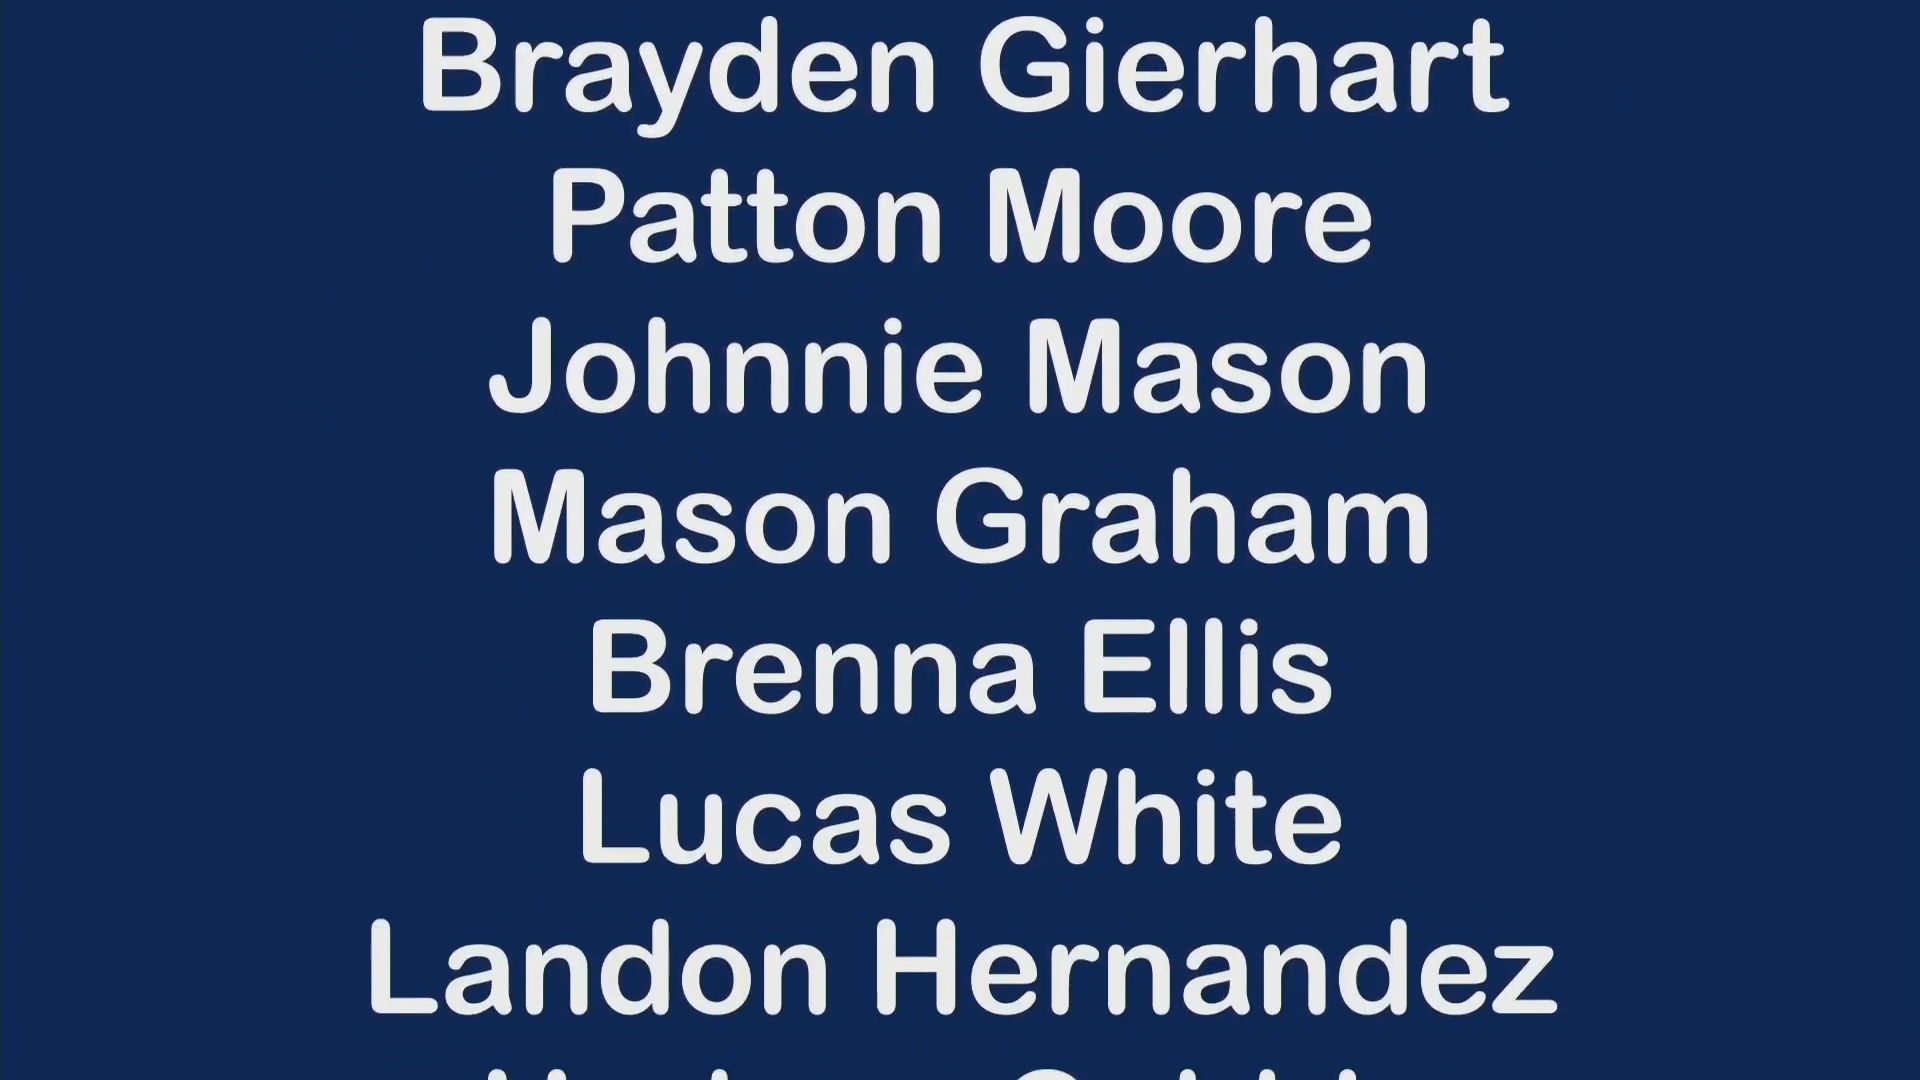 Brayden Gierhart
Patton Moore
Johnnie Mason
Mason Graham
Brenna Ellis
Lucas White
Landon Hernandez